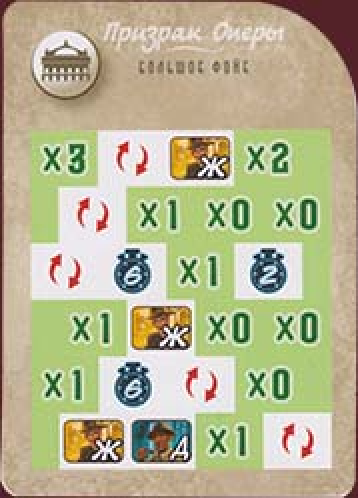 Призрак Оперы
БОЛЬШОЕ ФОЙЕ
X3 Ж X2
X1 X0 X0
6 X1 2
X1 Ж X0 X0
X1 6 X0
Ж Д X1